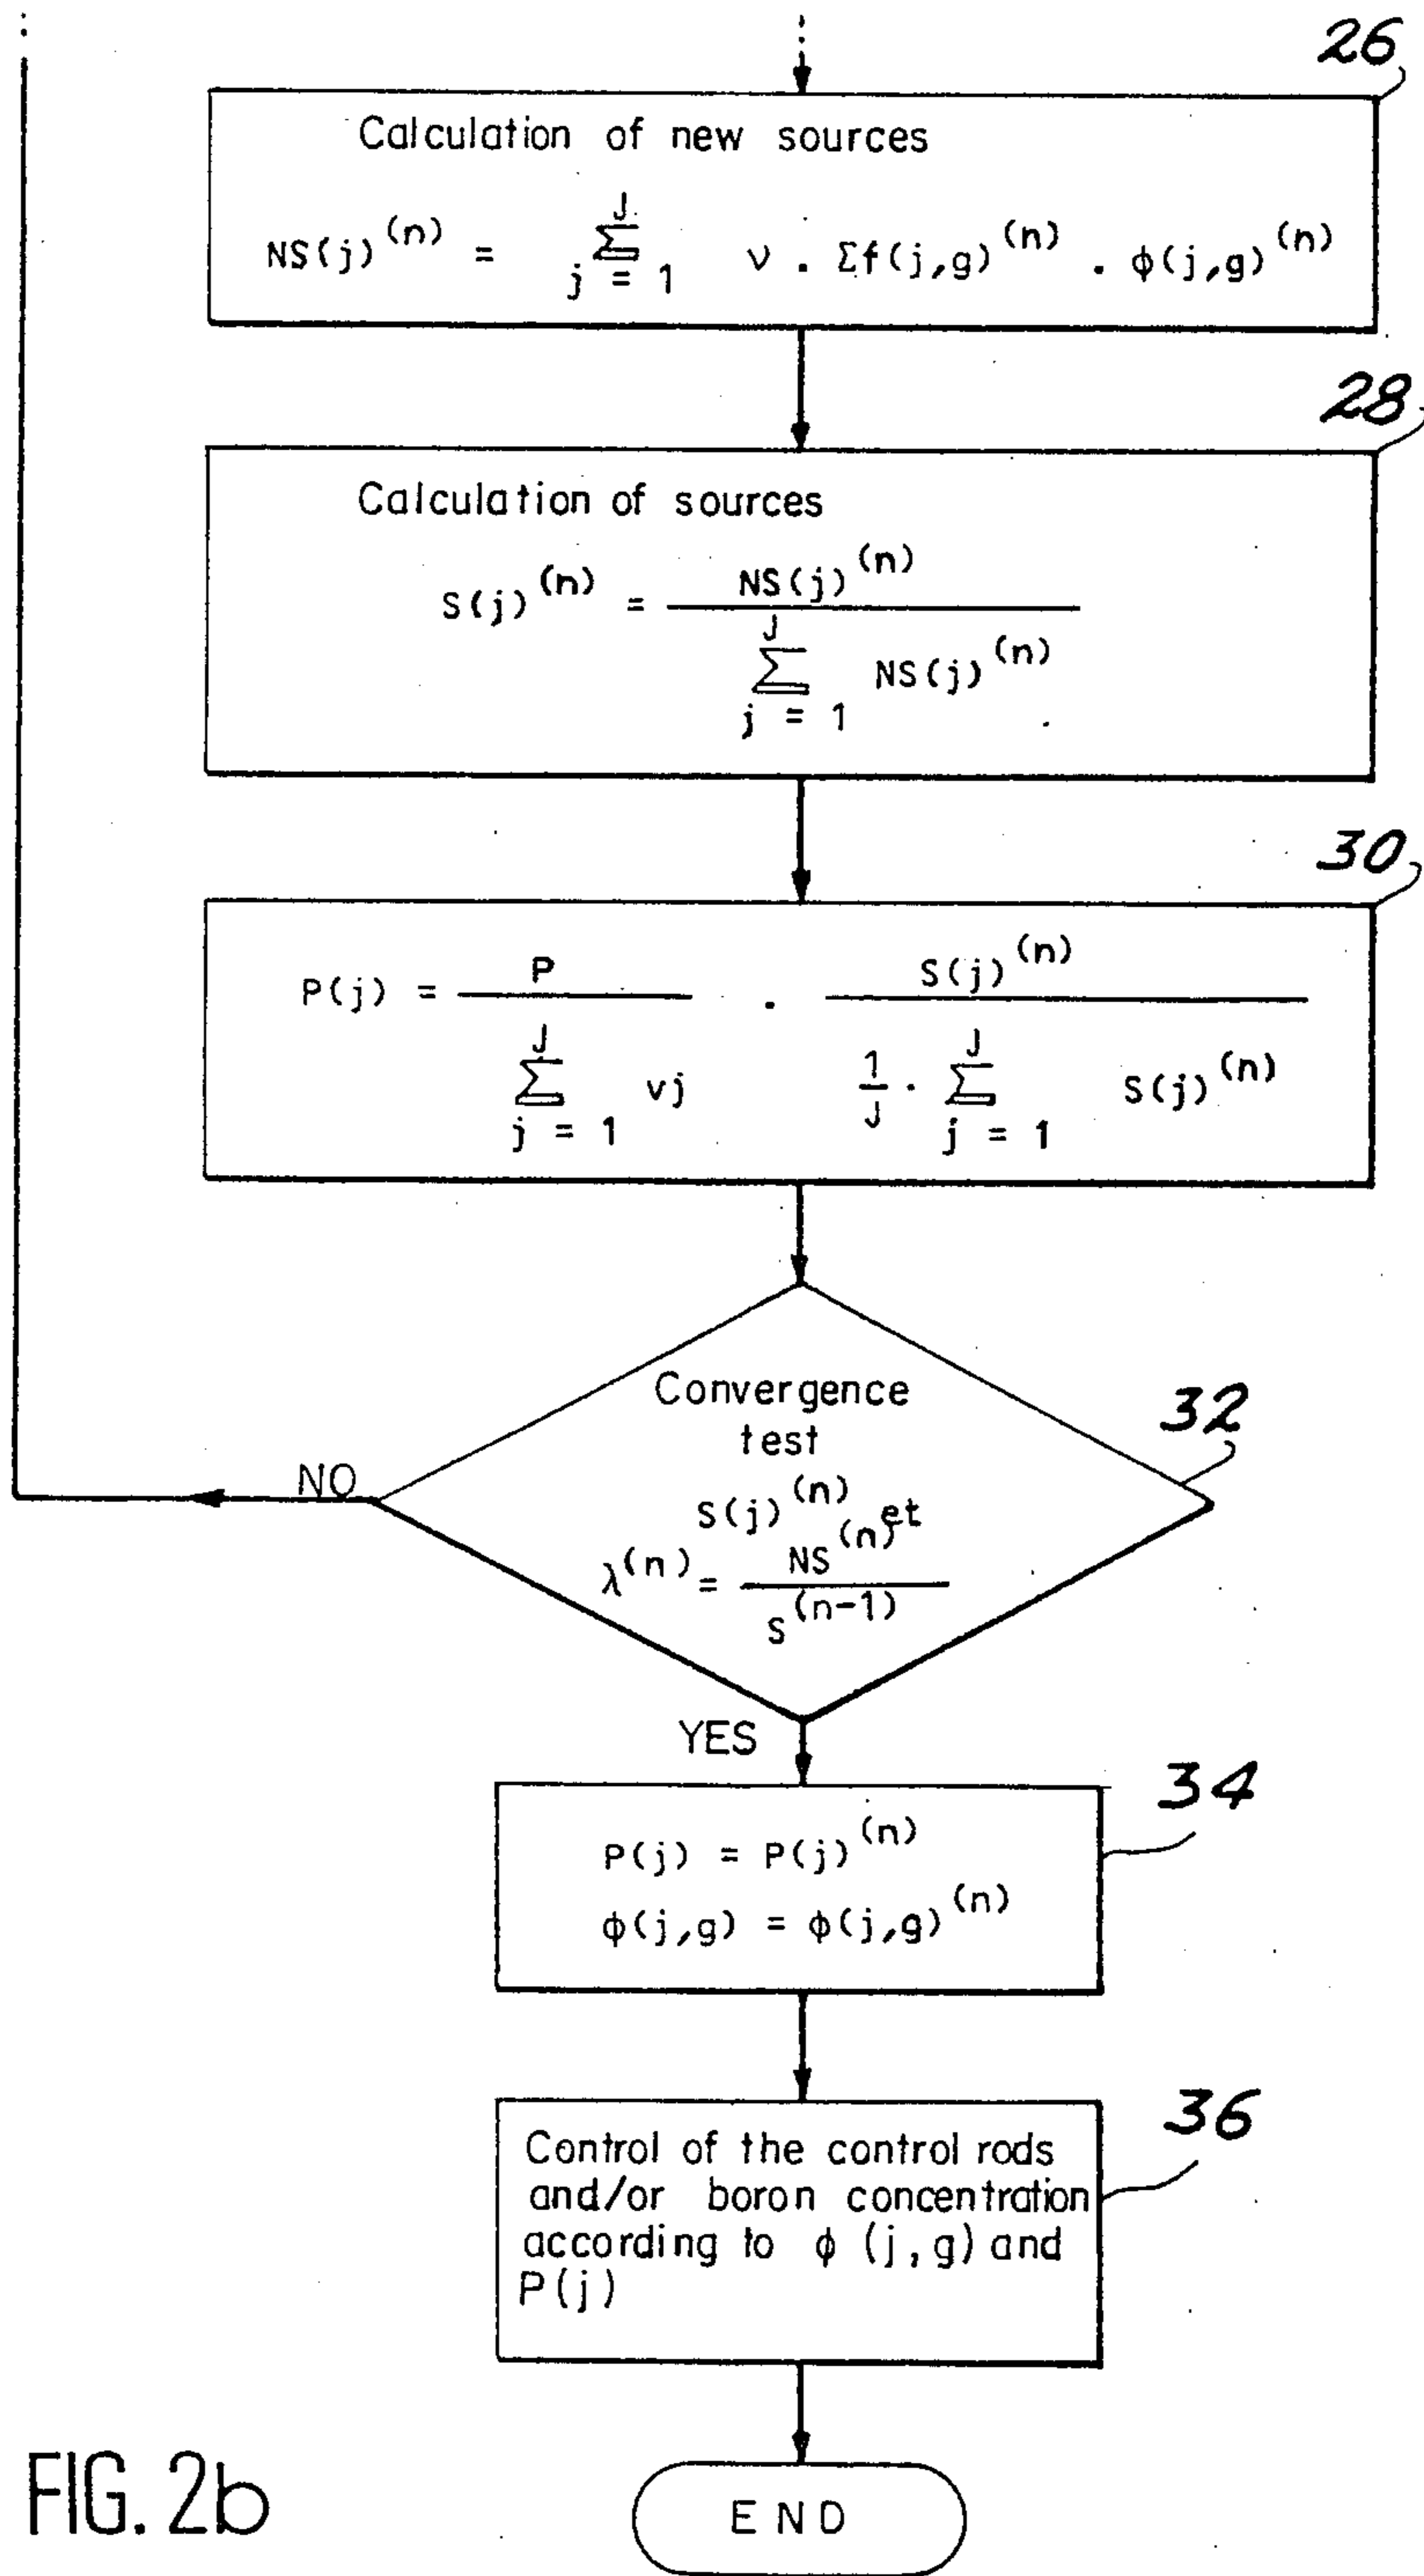 26
Calculation of new sources
NS(j)^(n) = Σ_{j = 1}^{J} ν . Σf(j,g)^(n) . φ(j,g)^(n)
28
Calculation of sources
S(j)^(n) = NS(j)^(n) / Σ_{j = 1}^{J} NS(j)^(n)
30
P(j) = P / Σ_{j = 1}^{J} vj . S(j)^(n) / 1/J . Σ_{j = 1}^{J} S(j)^(n)
Convergence
test
32
S(j)^(n) et
λ^(n) = NS^(n) / S^(n-1)
NO
YES
34
P(j) = P(j)^(n)
φ(j,g) = φ(j,g)^(n)
36
Control of the control rods
and/or boron concentration
according to φ (j,g) and
P(j)
END
FIG. 2b